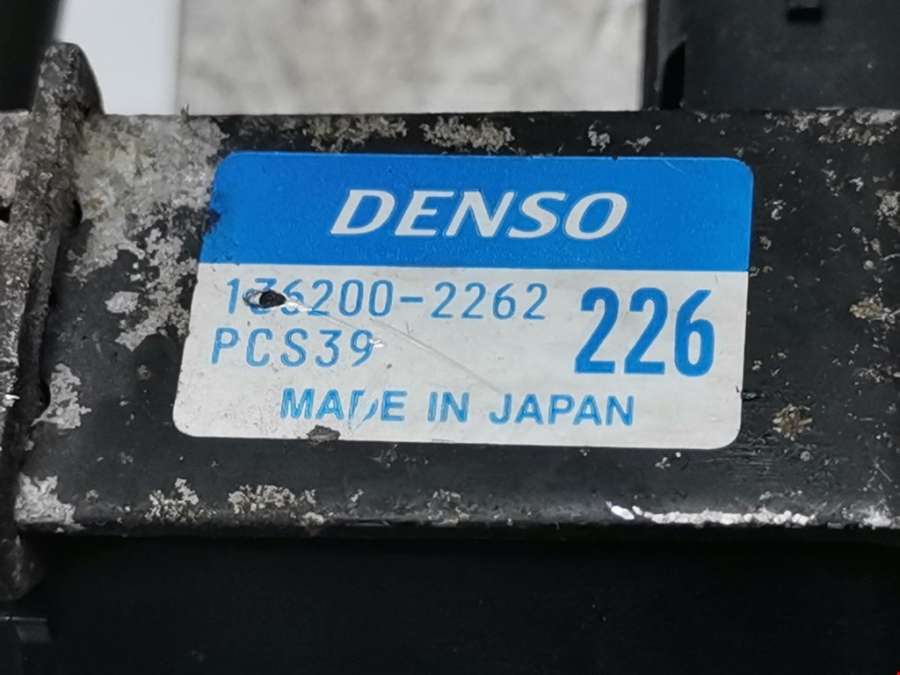 DENSO
136200-2262
226
PCS39
MADE IN JAPAN